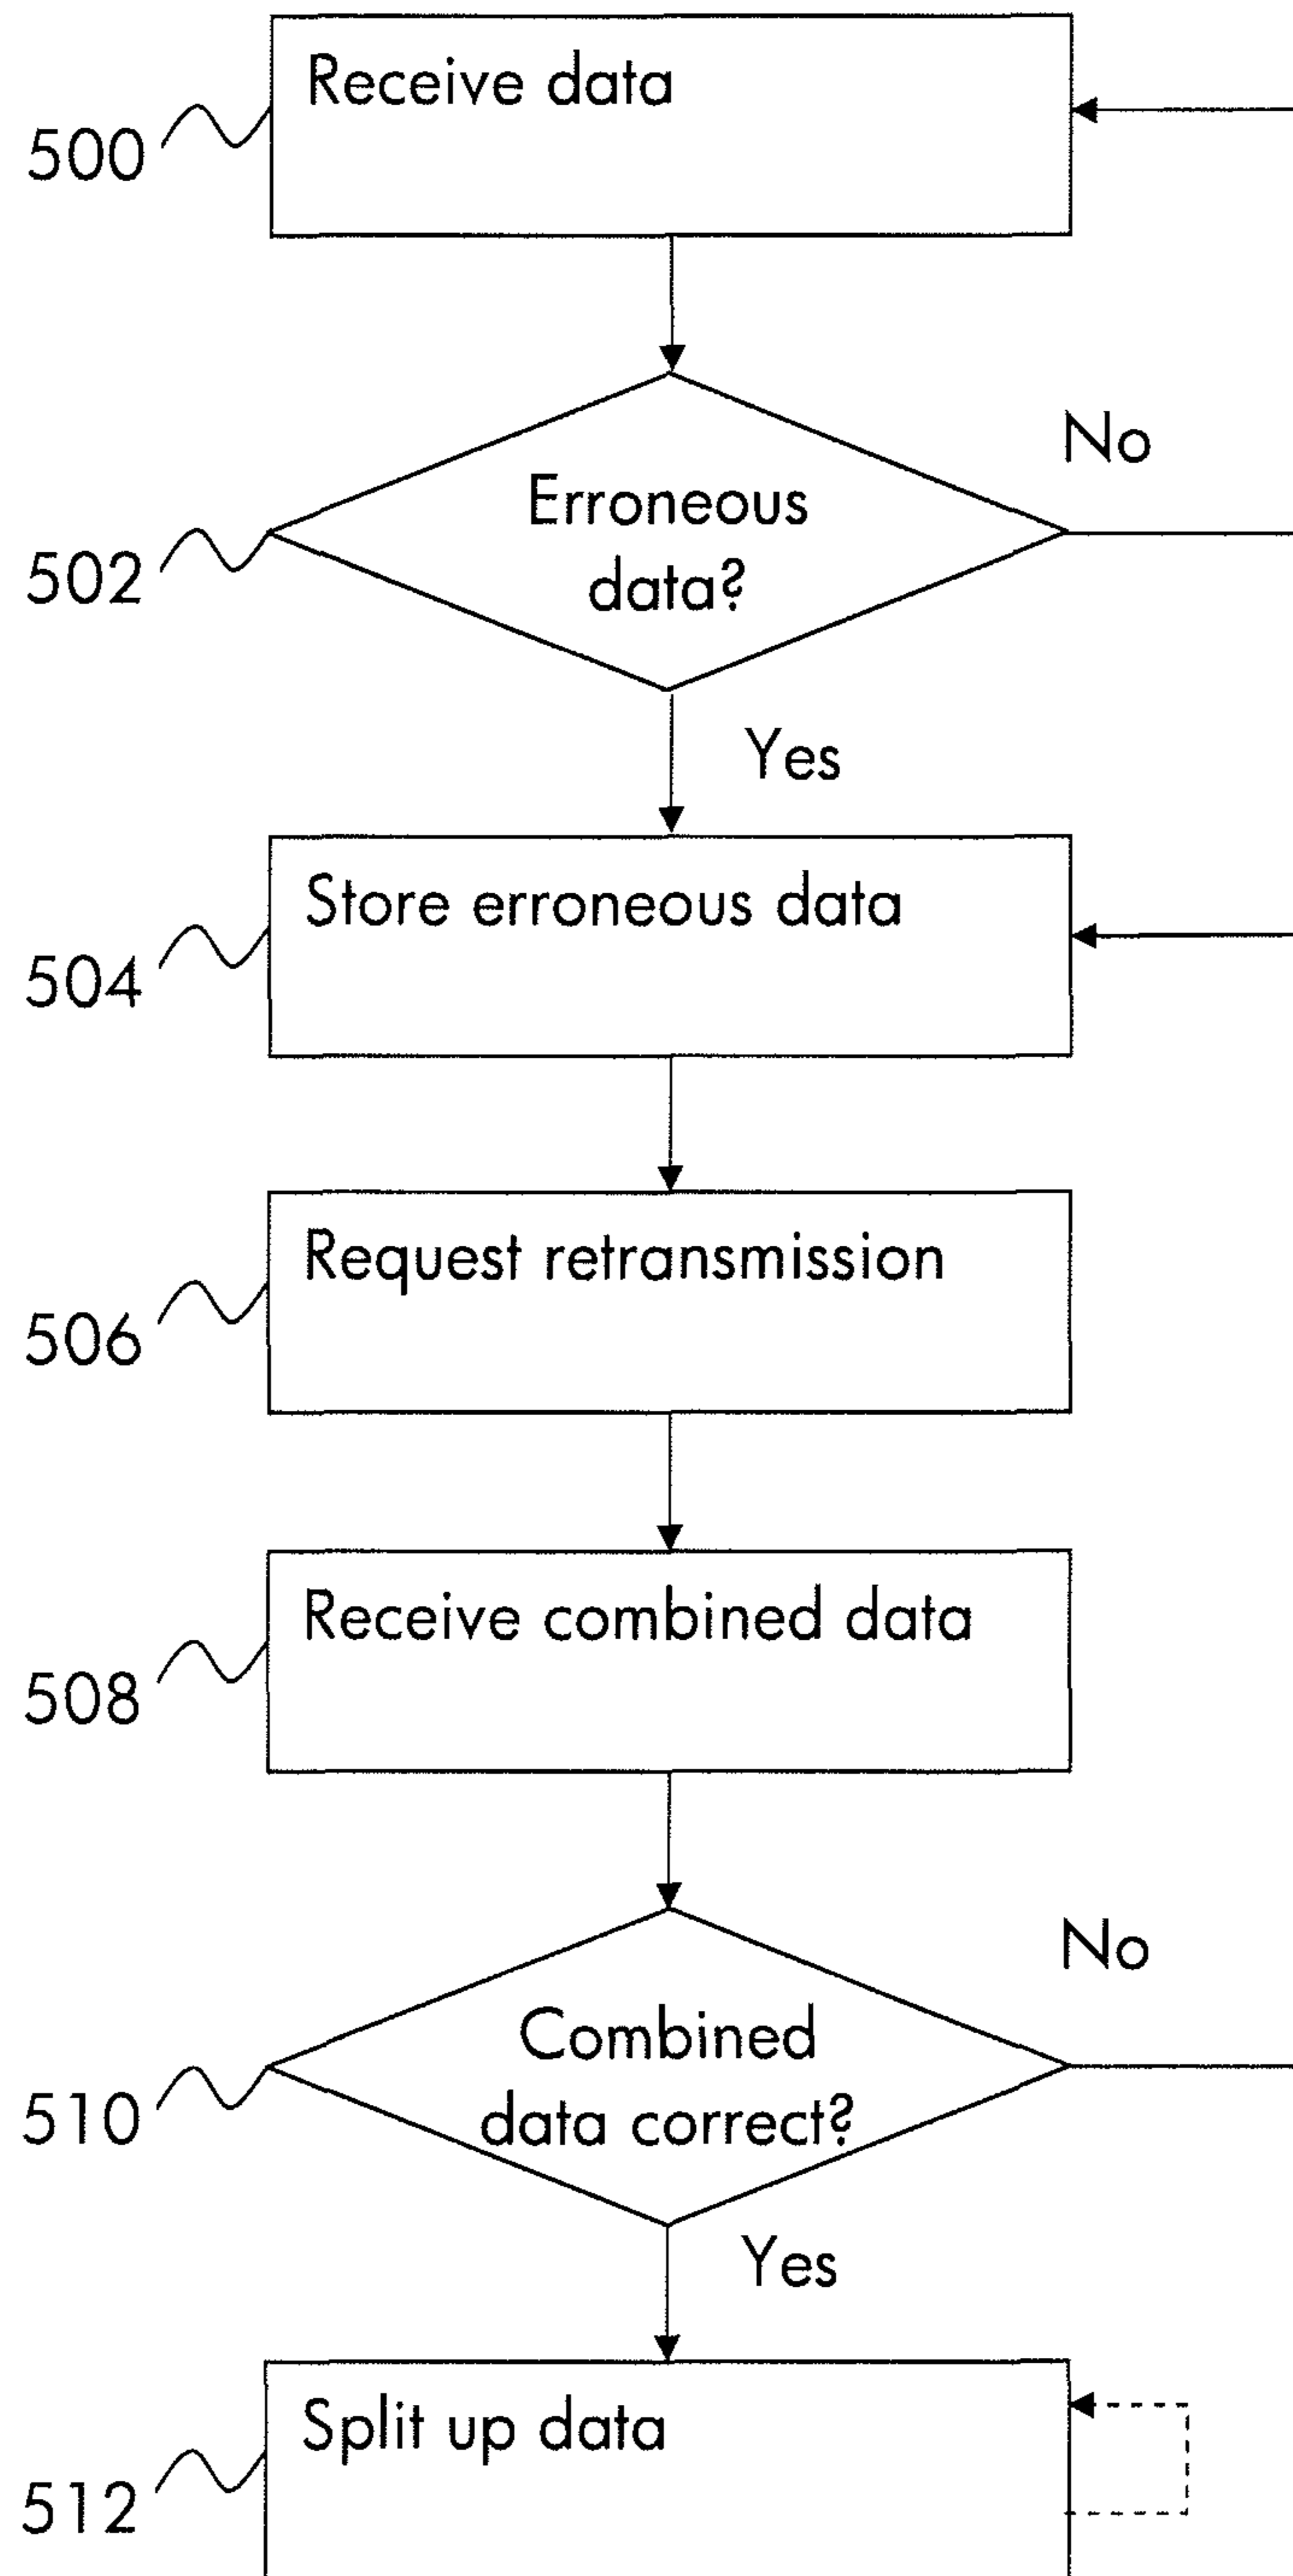 Receive data
500
No
Erroneous
data?
502
Yes
Store erroneous data
504
Request retransmission
506
Receive combined data
508
No
Combined
data correct?
510
Yes
Split up data
512